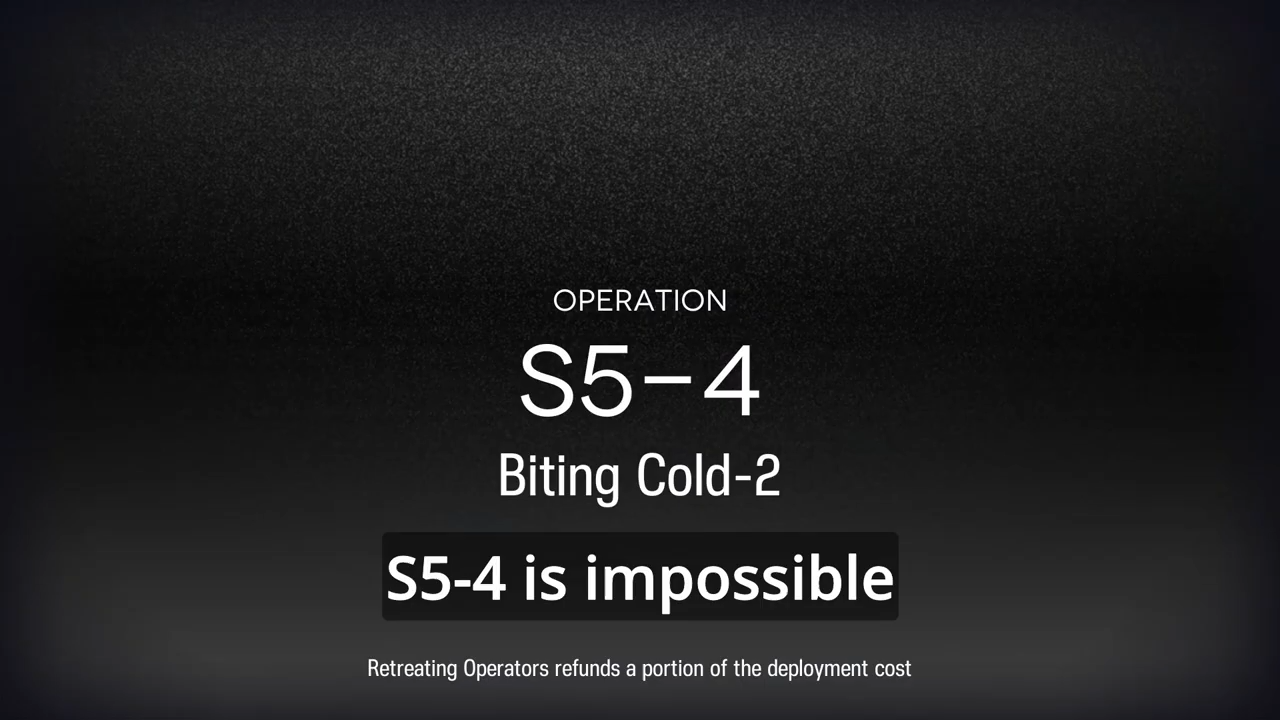 OPERATION
S5-4
Biting Cold-2
S5-4 is impossible
Retreating Operators refunds a portion of the deployment cost